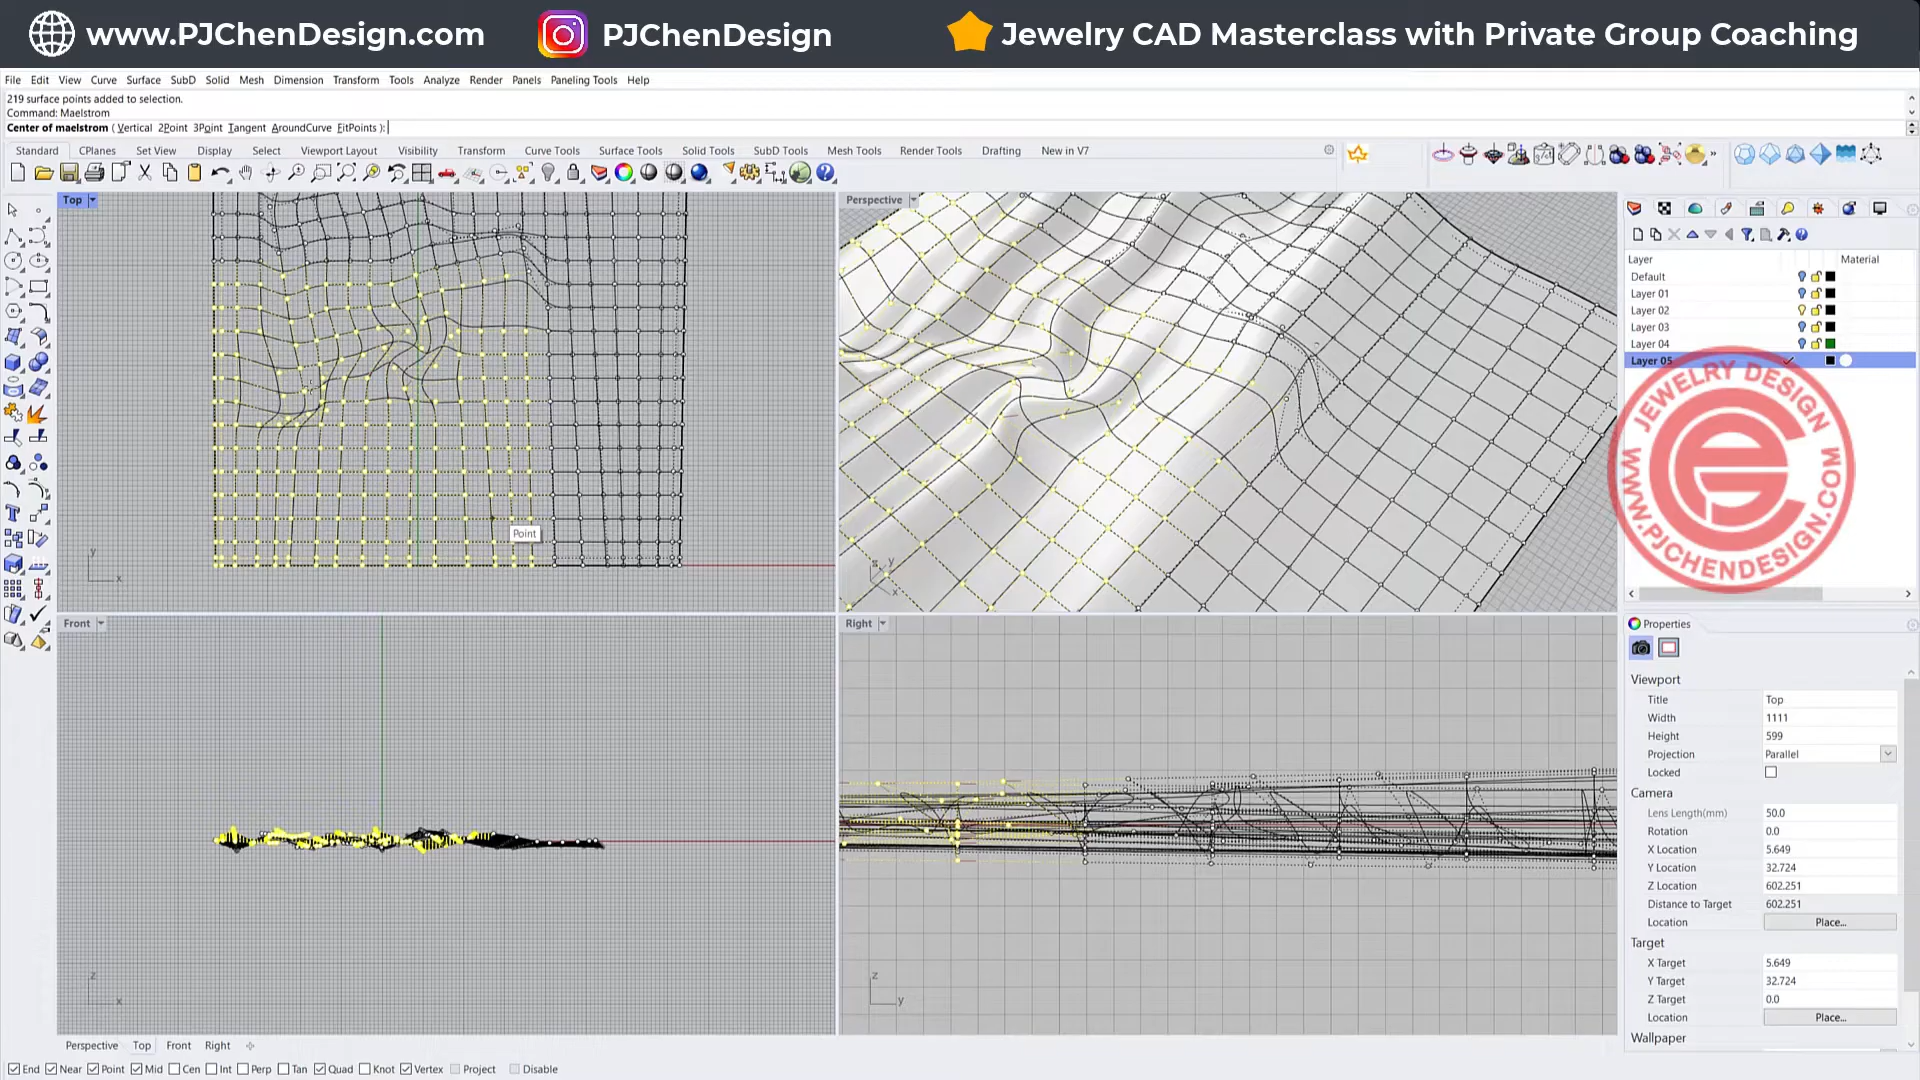 www.PJChenDesign.com PJChenDesign Jewelry CAD Masterclass with Private Group Coaching
File Edit View Curve Surface SubD Solid Mesh Dimension Transform Tools Analyze Render Panels Paneling Tools Help
219 surface points added to selection.
Command: Maelstrom
Center of maelstrom ( Vertical 2Point 3Point Tangent AroundCurve FitPoints ):
Standard CPlanes Set View Display Select Viewport Layout Visibility Transform Curve Tools Surface Tools Solid Tools SubD Tools Mesh Tools Render Tools Drafting New in V7
Top
Perspective
Layer Material
Default
Layer 01
Layer 02
Layer 03
Layer 04
Layer 05
JEWELRY DESIGN
WWW.PJCHENDESIGN.COM
Point
y
x
z y
x
Front
Right
z
x
z
y
Properties
Viewport
Title Top
Width 1111
Height 599
Projection Parallel
Locked
Camera
Lens Length(mm) 50.0
Rotation 0.0
X Location 5.649
Y Location 32.724
Z Location 602.251
Distance to Target 602.251
Location Place...
Target
X Target 5.649
Y Target 32.724
Z Target 0.0
Location Place...
Wallpaper
Perspective Top Front Right
End Near Point Mid Cen Int Perp Tan Quad Knot Vertex Project Disable